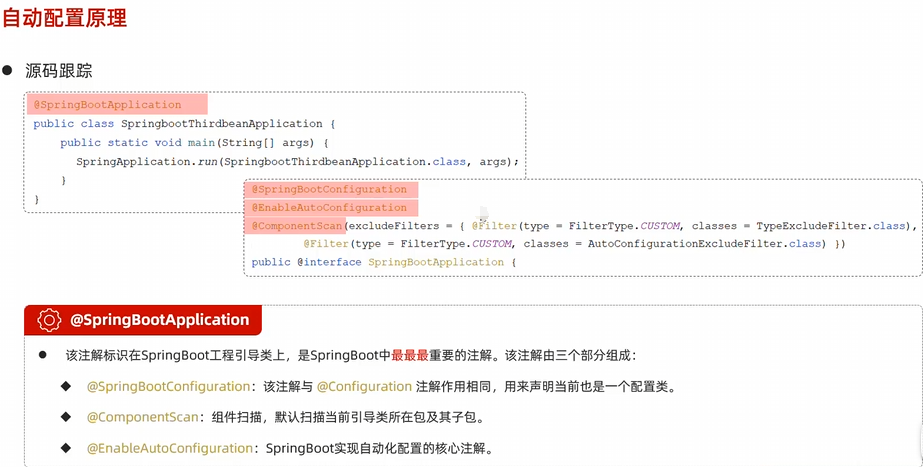 自动配置原理
● 源码跟踪
@SpringBootApplication
public class SpringbootThirdbeanApplication {
public static void main(String[] args) {
SpringApplication.run(SpringbootThirdbeanApplication.class, args);
}
}
@SpringBootConfiguration
@EnableAutoConfiguration
@ComponentScan(excludeFilters = { @Filter(type = FilterType.CUSTOM, classes = TypeExcludeFilter.class),
@Filter(type = FilterType.CUSTOM, classes = AutoConfigurationExcludeFilter.class) })
public @interface SpringBootApplication {
@SpringBootApplication
● 该注解标识在SpringBoot工程引导类上，是SpringBoot中最最最重要的注解。该注解由三个部分组成：
◆ @SpringBootConfiguration：该注解与 @Configuration 注解作用相同，用来声明当前也是一个配置类。
◆ @ComponentScan：组件扫描，默认扫描当前引导类所在包及其子包。
◆ @EnableAutoConfiguration：SpringBoot实现自动化配置的核心注解。